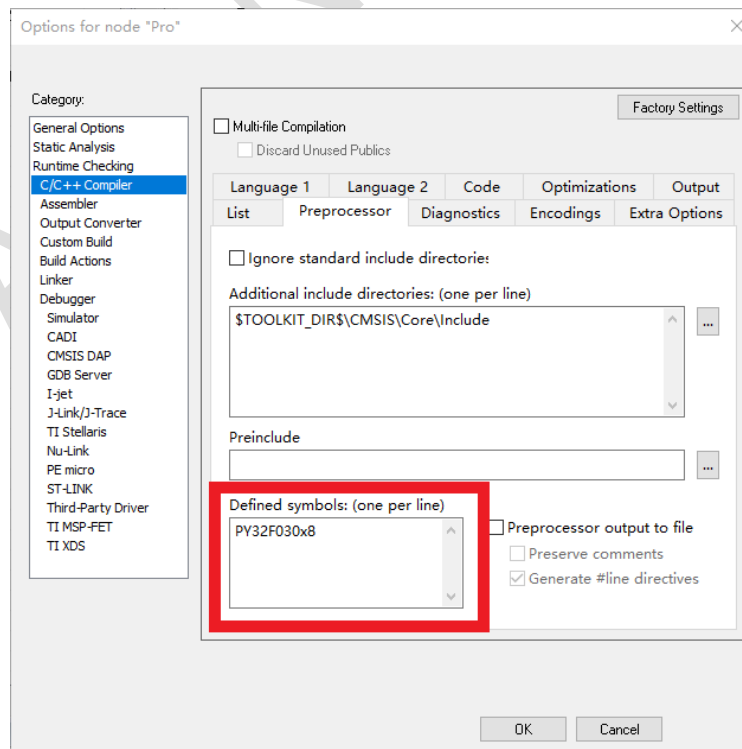 Options for node "Pro"
Category:
General Options
Static Analysis
Runtime Checking
C/C++ Compiler
Assembler
Output Converter
Custom Build
Build Actions
Linker
Debugger
Simulator
CADI
CMSIS DAP
GDB Server
I-jet
J-Link/J-Trace
TI Stellaris
Nu-Link
PE micro
ST-LINK
Third-Party Driver
TI MSP-FET
TI XDS
Factory Settings
Multi-file Compilation
Discard Unused Publics
Language 1 Language 2 Code Optimizations Output
List Preprocessor Diagnostics Encodings Extra Options
Ignore standard include directories
Additional include directories: (one per line)
$TOOLKIT_DIR$\CMSIS\Core\Include
...
Preinclude
...
Defined symbols: (one per line)
PY32F030x8
Preprocessor output to file
Preserve comments
Generate #line directives
OK Cancel